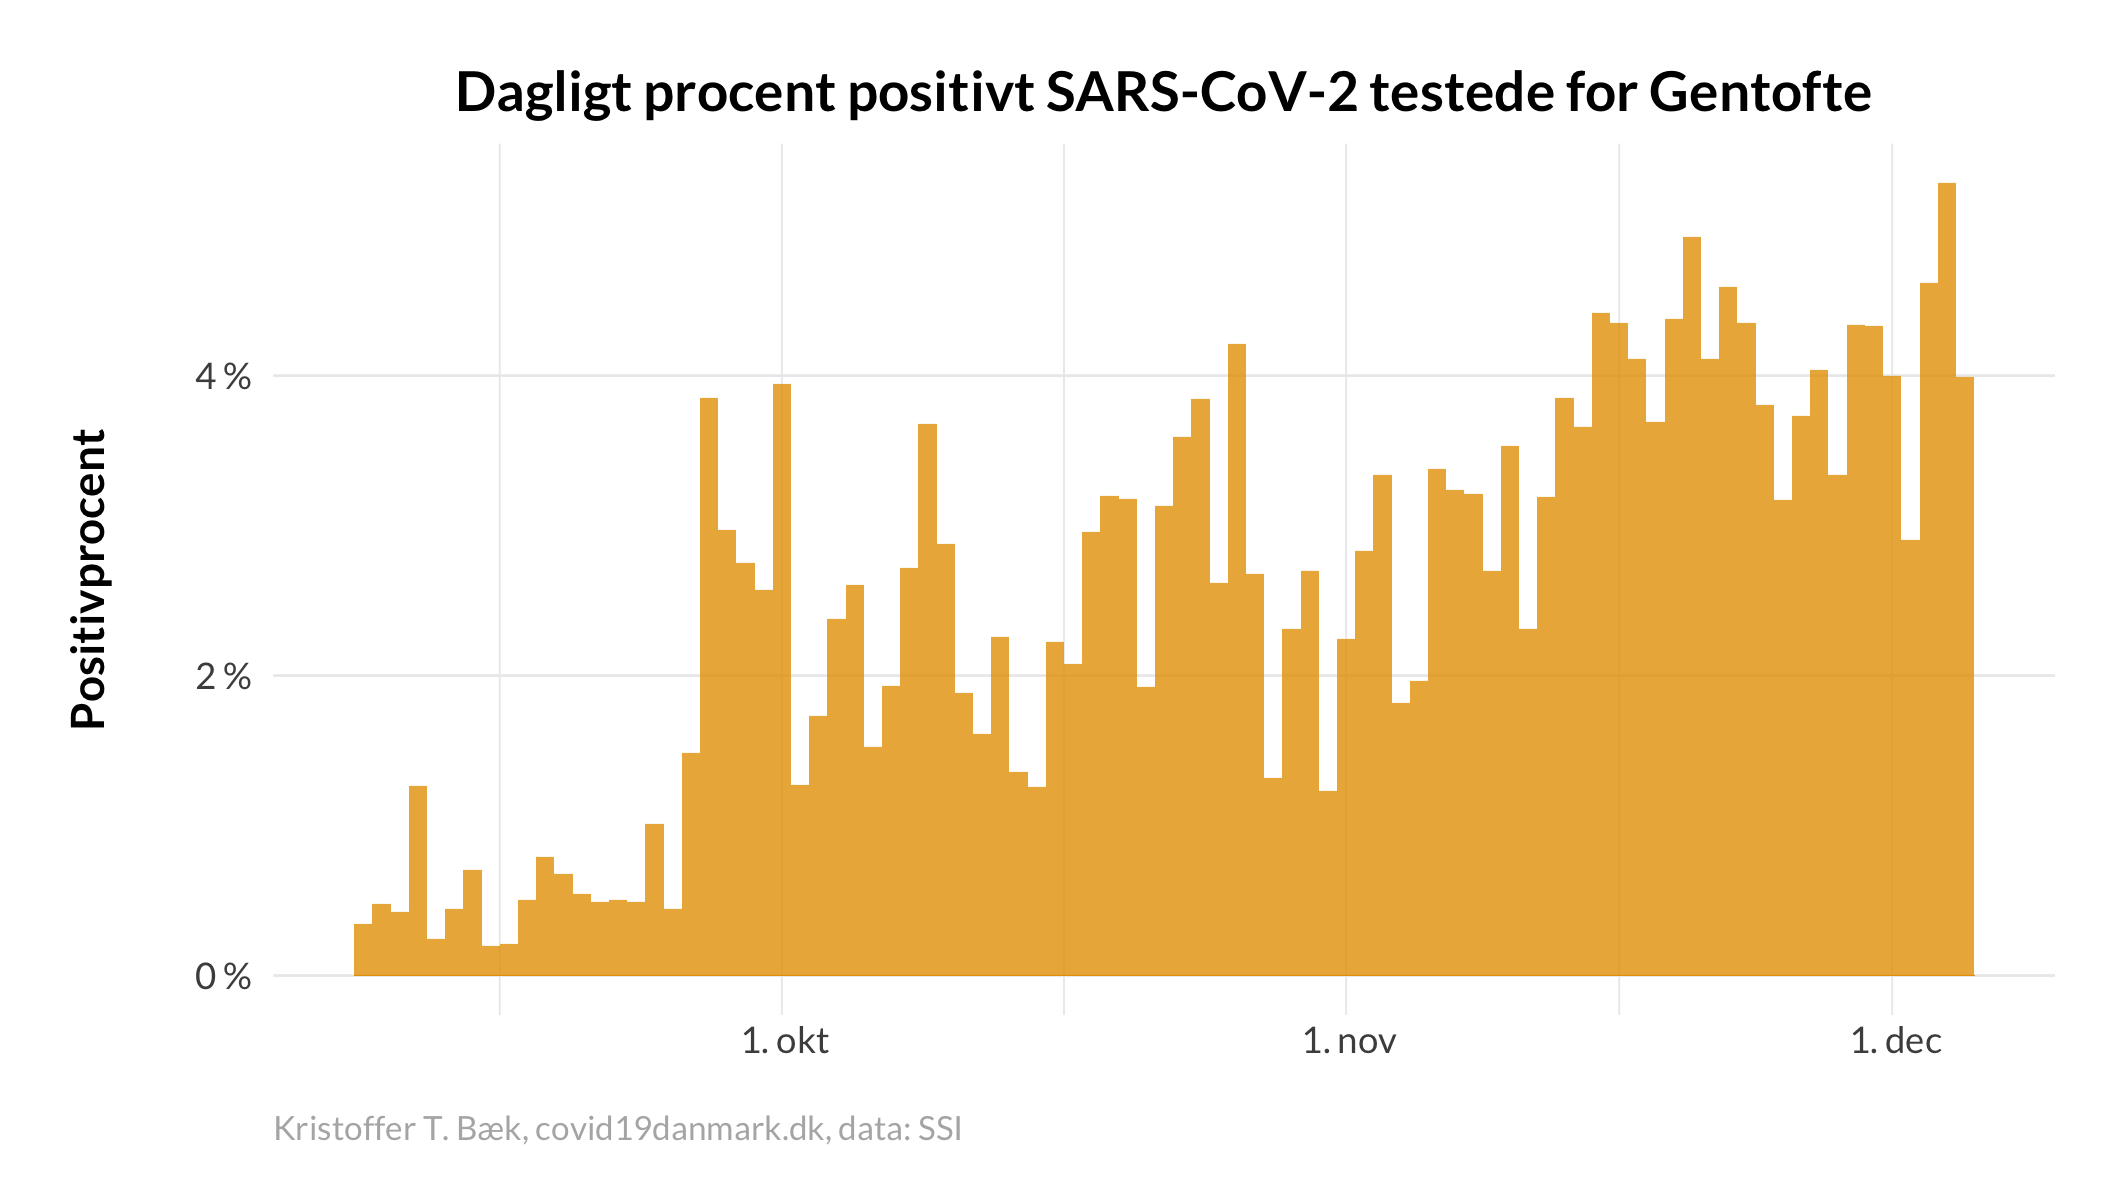 Dagligt procent positivt SARS-CoV-2 testede for Gentofte
Positivprocent
4 %
2 %
0 %
1. okt
1. nov
1. dec
Kristoffer T. Bæk, covid19danmark.dk, data: SSI